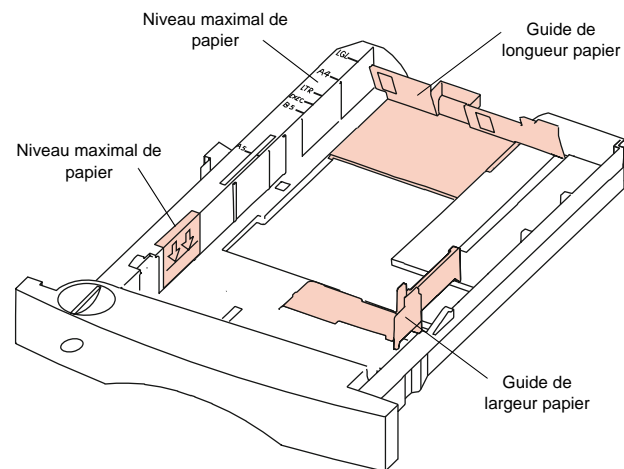 Niveau maximal de
papier
Guide de
longueur papier
LGL
A4
LTR
EXEC
B5
A5
Niveau maximal de
papier
Guide de
largeur papier